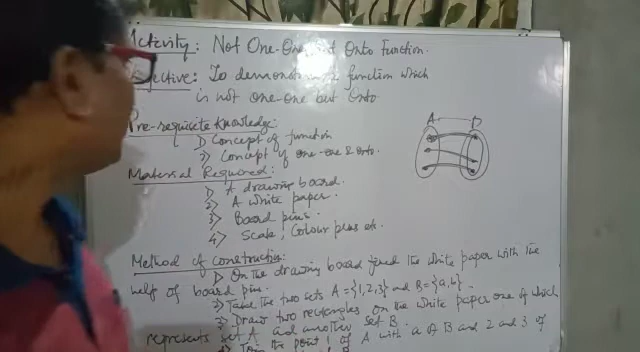 Activity: Not One-One but Onto Function.
Objective: To demonstrate a function which
is not one-one but onto
Pre-requisite Knowledge:
1) Concept of function
2) Concept of one-one & onto.
A B
Material Required:
1) A drawing board.
2) A white paper.
3) Board pins.
4) Scale, Colour pens etc.
Method of construction:
1) On the drawing board fixed the white paper with the
help of board pin.
2) Take the two sets A = {1,2,3} and B = {a,b}.
3) Draw two rectangles on the white paper one of which
represents set A and another set B.
4) Join the point 1 of A with a of B and 2 and 3 of